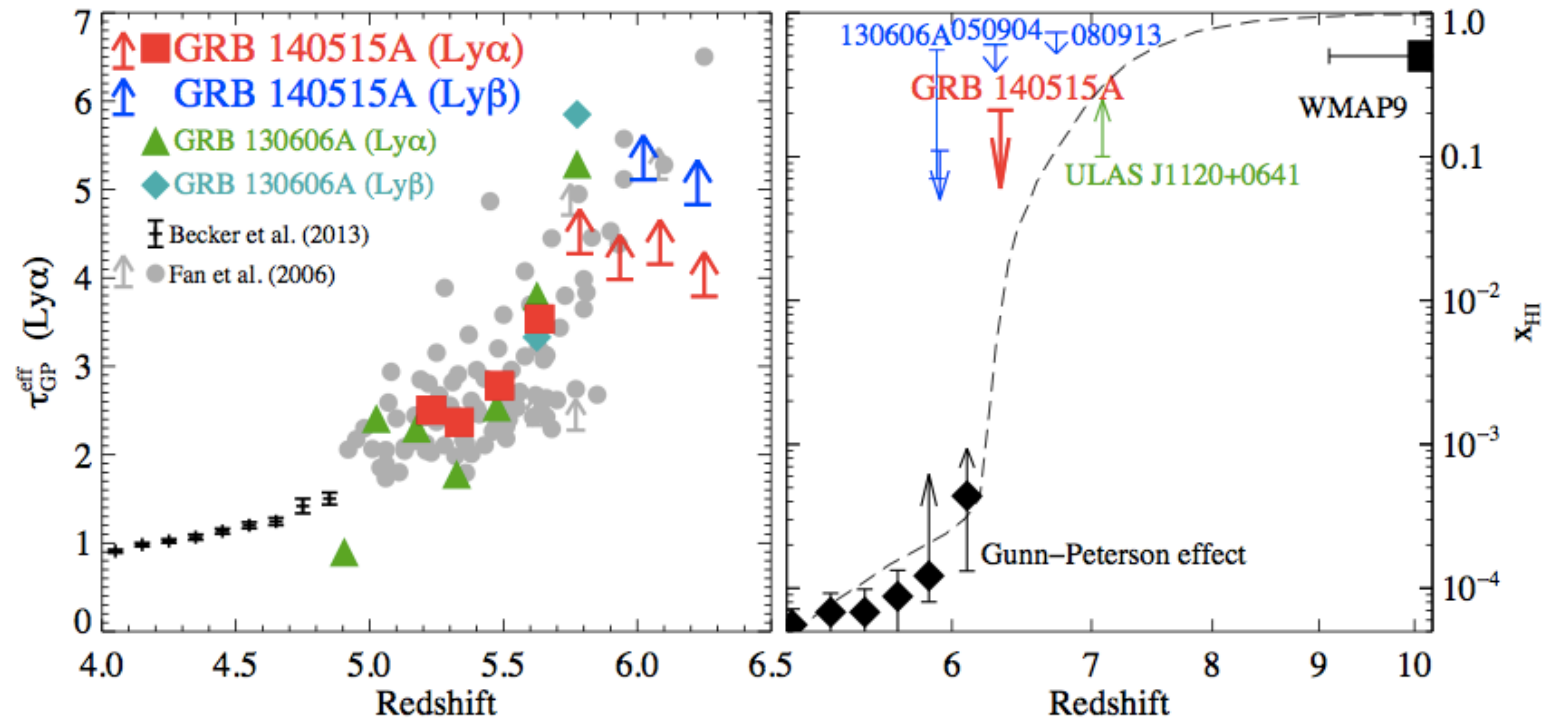 GRB 140515A (Lyα)
GRB 140515A (Lyβ)
GRB 130606A (Lyα)
GRB 130606A (Lyβ)
Becker et al. (2013)
Fan et al. (2006)
7
6
5
4
3
2
1
0
τ^eff_GP (Lyα)
4.0 4.5 5.0 5.5 6.0 6.5
Redshift
130606A 050904 080913
GRB 140515A
WMAP9
ULAS J1120+0641
Gunn–Peterson effect
1.0
0.1
10⁻²
10⁻³
10⁻⁴
x_HI
6 7 8 9 10
Redshift